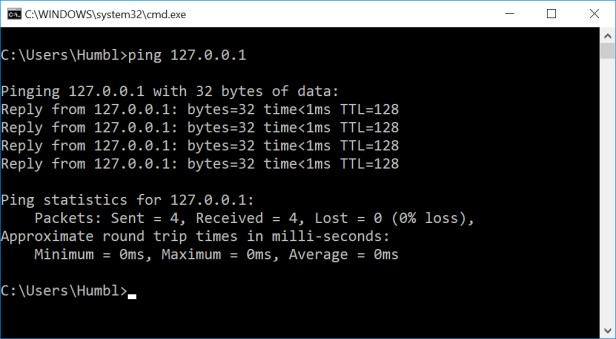 C:\WINDOWS\system32\cmd.exe
C:\Users\Humbl>ping 127.0.0.1
Pinging 127.0.0.1 with 32 bytes of data:
Reply from 127.0.0.1: bytes=32 time<1ms TTL=128
Reply from 127.0.0.1: bytes=32 time<1ms TTL=128
Reply from 127.0.0.1: bytes=32 time<1ms TTL=128
Reply from 127.0.0.1: bytes=32 time<1ms TTL=128
Ping statistics for 127.0.0.1:
    Packets: Sent = 4, Received = 4, Lost = 0 (0% loss),
Approximate round trip times in milli-seconds:
    Minimum = 0ms, Maximum = 0ms, Average = 0ms
C:\Users\Humbl>